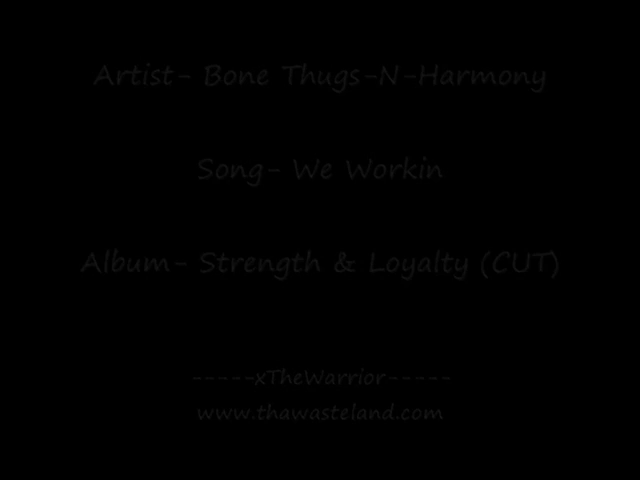 Artist- Bone Thugs-N-Harmony
Song- We Workin
Album- Strength & Loyalty (CUT)
-----xTheWarrior-----
www.thawasteland.com